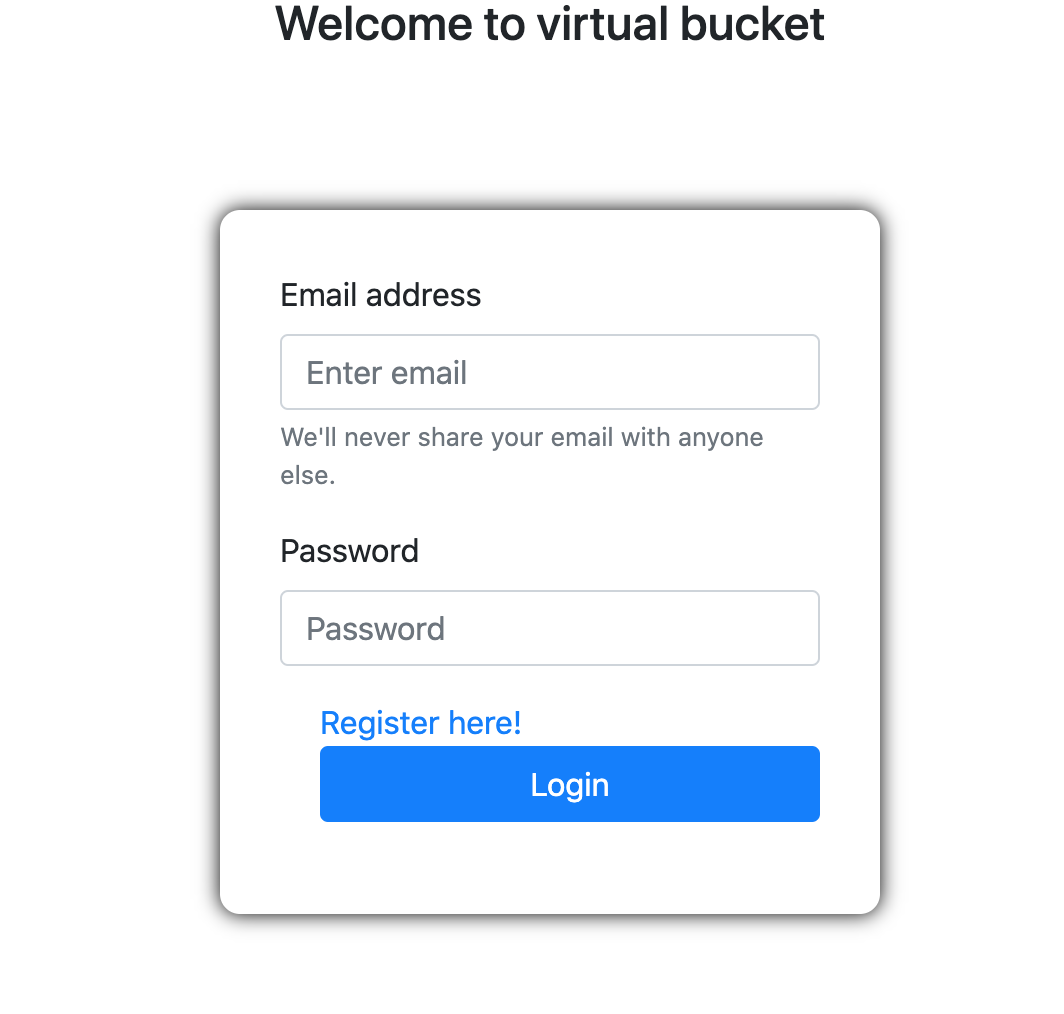 Welcome to virtual bucket
Email address
Enter email
We'll never share your email with anyone
else.
Password
Password
Register here!
Login